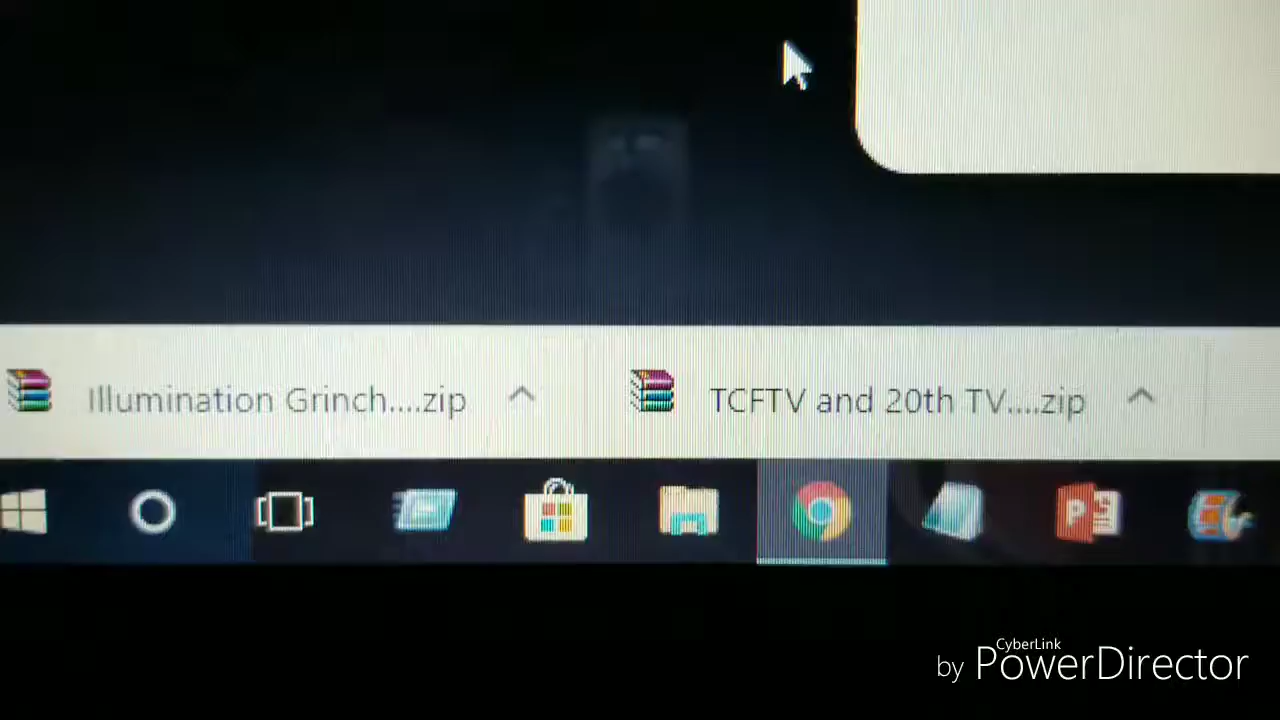 Illumination Grinch....zip
TCFTV and 20th TV....zip
CyberLink
by PowerDirector